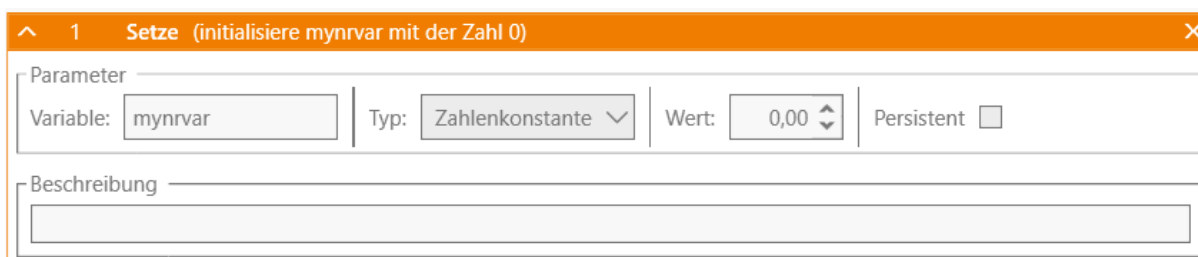 1 Setze (initialisiere mynrvar mit der Zahl 0)
Parameter
Variable: mynrvar Typ: Zahlenkonstante Wert: 0,00 Persistent
Beschreibung